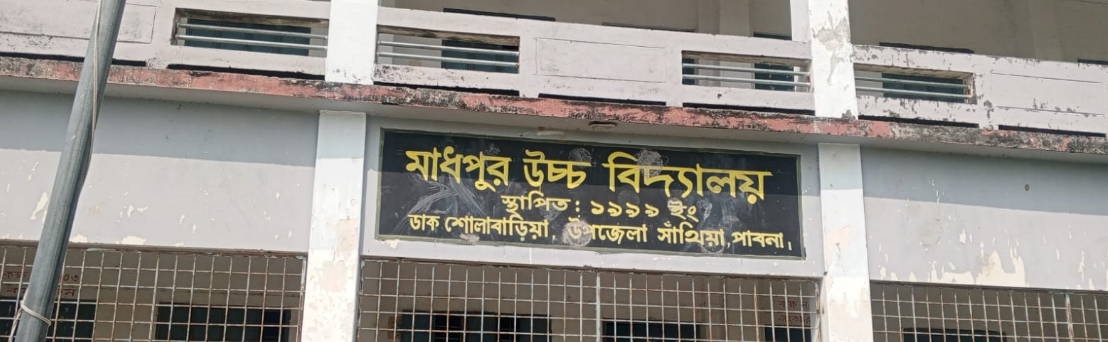 মাধপুর উচ্চ বিদ্যালয়
স্থাপিত: ১৯৯৯ ইং
ডাক শোলাবাড়িয়া, উপজেলা সাঁথিয়া, পাবনা।